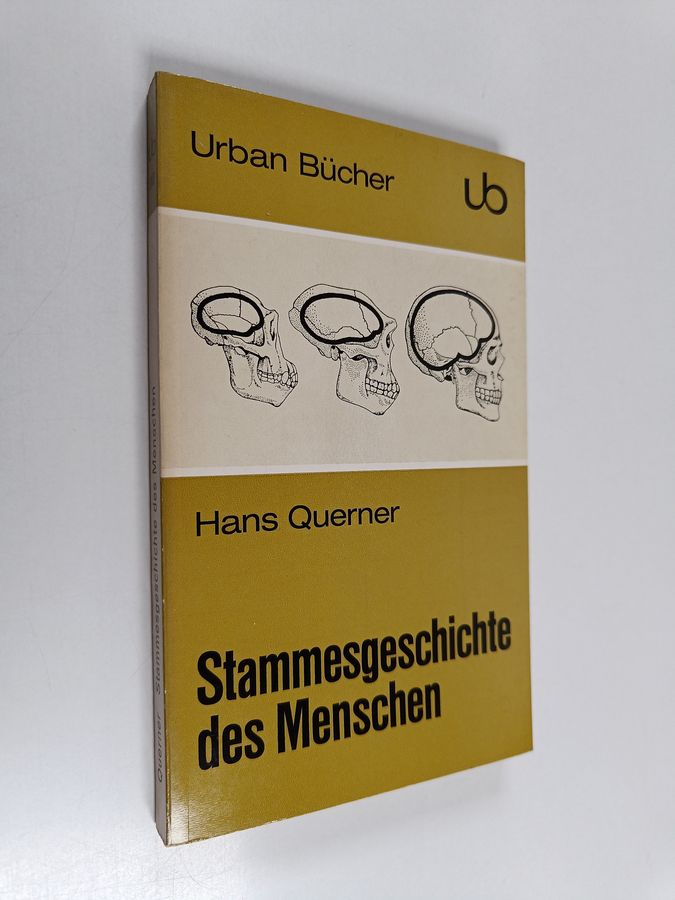 Urban Bücher
ub
Hans Querner
Stammesgeschichte
des Menschen
Querner Stammesgeschichte des Menschen